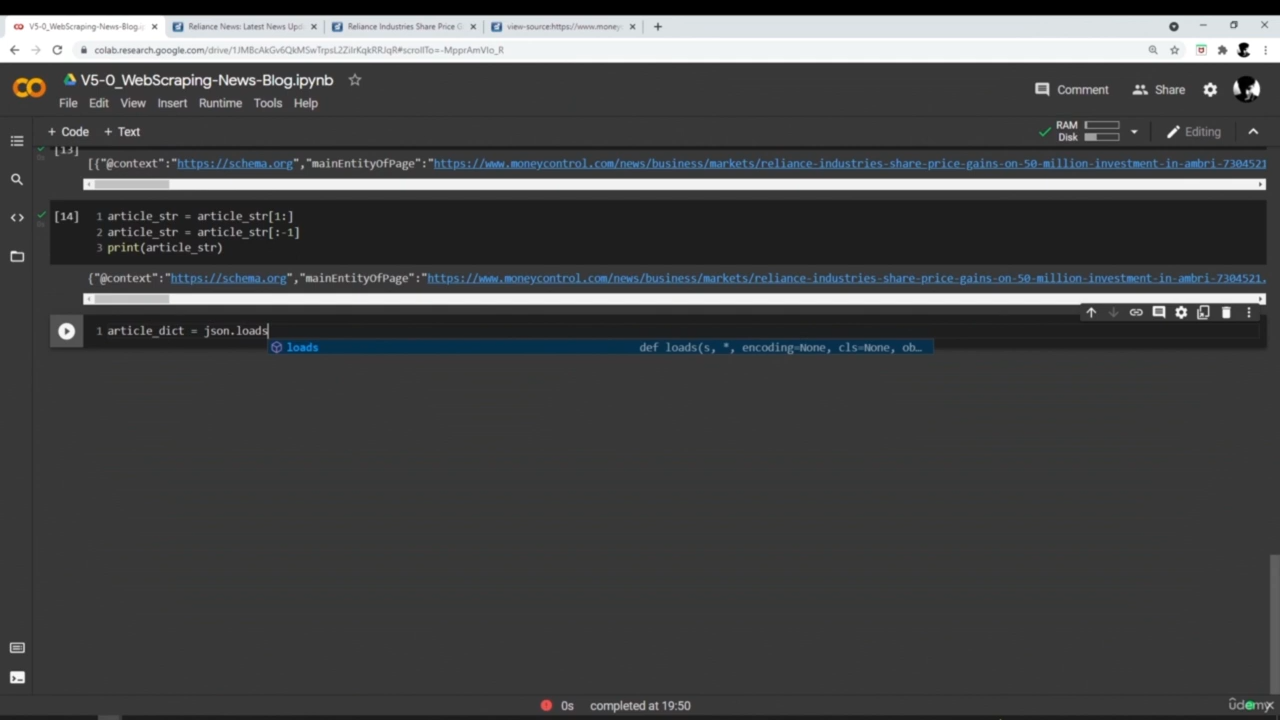 V5-0_WebScraping-News-Blog.ip
Reliance News: Latest News Upd
Reliance Industries Share Price G
view-source:https://www.money
colab.research.google.com/drive/
V5-0_WebScraping-News-Blog.ipynb
Comment
Share
File Edit View Insert Runtime Tools Help
+ Code + Text
RAM
Disk
Editing
[13]
[{"@context":"https://schema.org","mainEntityOfPage":"https://www.moneycontrol.com/news/business/markets/reliance-industries-share-price-gains-on-50-million-investment-in-ambri-7304521
[14]
1 article_str = article_str[1:]
2 article_str = article_str[:-1]
3 print(article_str)
{"@context":"https://schema.org","mainEntityOfPage":"https://www.moneycontrol.com/news/business/markets/reliance-industries-share-price-gains-on-50-million-investment-in-ambri-7304521.
1 article_dict = json.loads
loads def loads(s, *, encoding=None, cls=None, ob…
0s completed at 19:50
Udemy